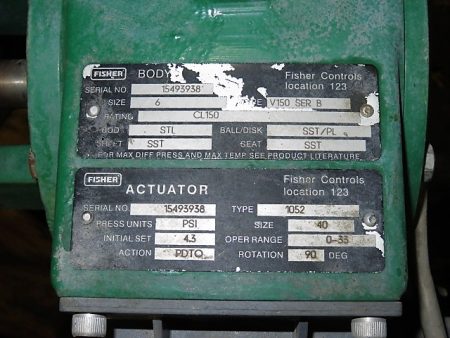 FISHER BODY Fisher Controls
SERIAL NO 15493938 location 123
SIZE 6 V150 SER B
RATING CL150
BOD STL BALL/DISK SST/PL
SST SEAT SST
FOR MAX DIFF PRESS AND MAX TEMP SEE PRODUCT LITERATURE.
FISHER ACTUATOR Fisher Controls
location 123
SERIAL NO 15493938 TYPE 1052
PRESS UNITS PSI SIZE 40
INITIAL SET 4.3 OPER RANGE 0-33
ACTION PDTO ROTATION 90 DEG